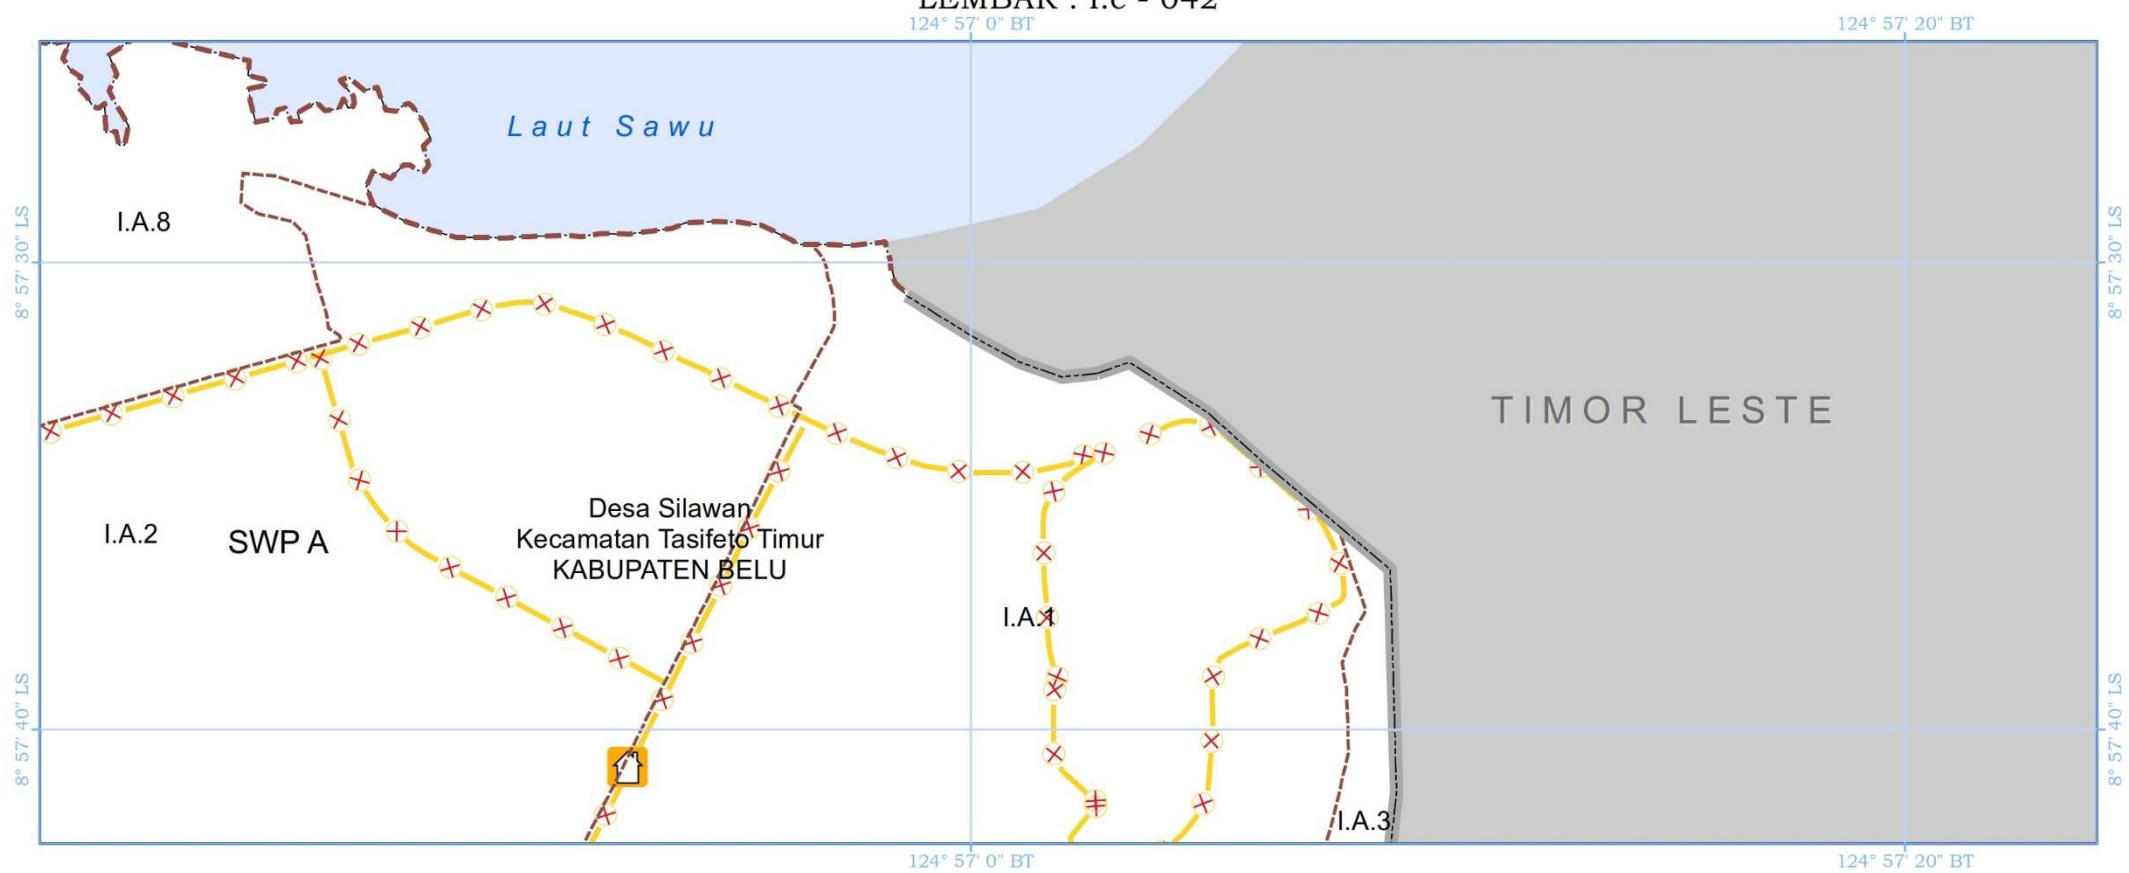 LEMBAR : I.c - 042
124° 57' 0" BT
124° 57' 20" BT
Laut Sawu
8° 57' 30" LS
8° 57' 30" LS
I.A.8
TIMOR LESTE
Desa Silawan
Kecamatan Tasifeto Timur
KABUPATEN BELU
I.A.2
SWP A
I.A.1
8° 57' 40" LS
8° 57' 40" LS
I.A.3
124° 57' 0" BT
124° 57' 20" BT